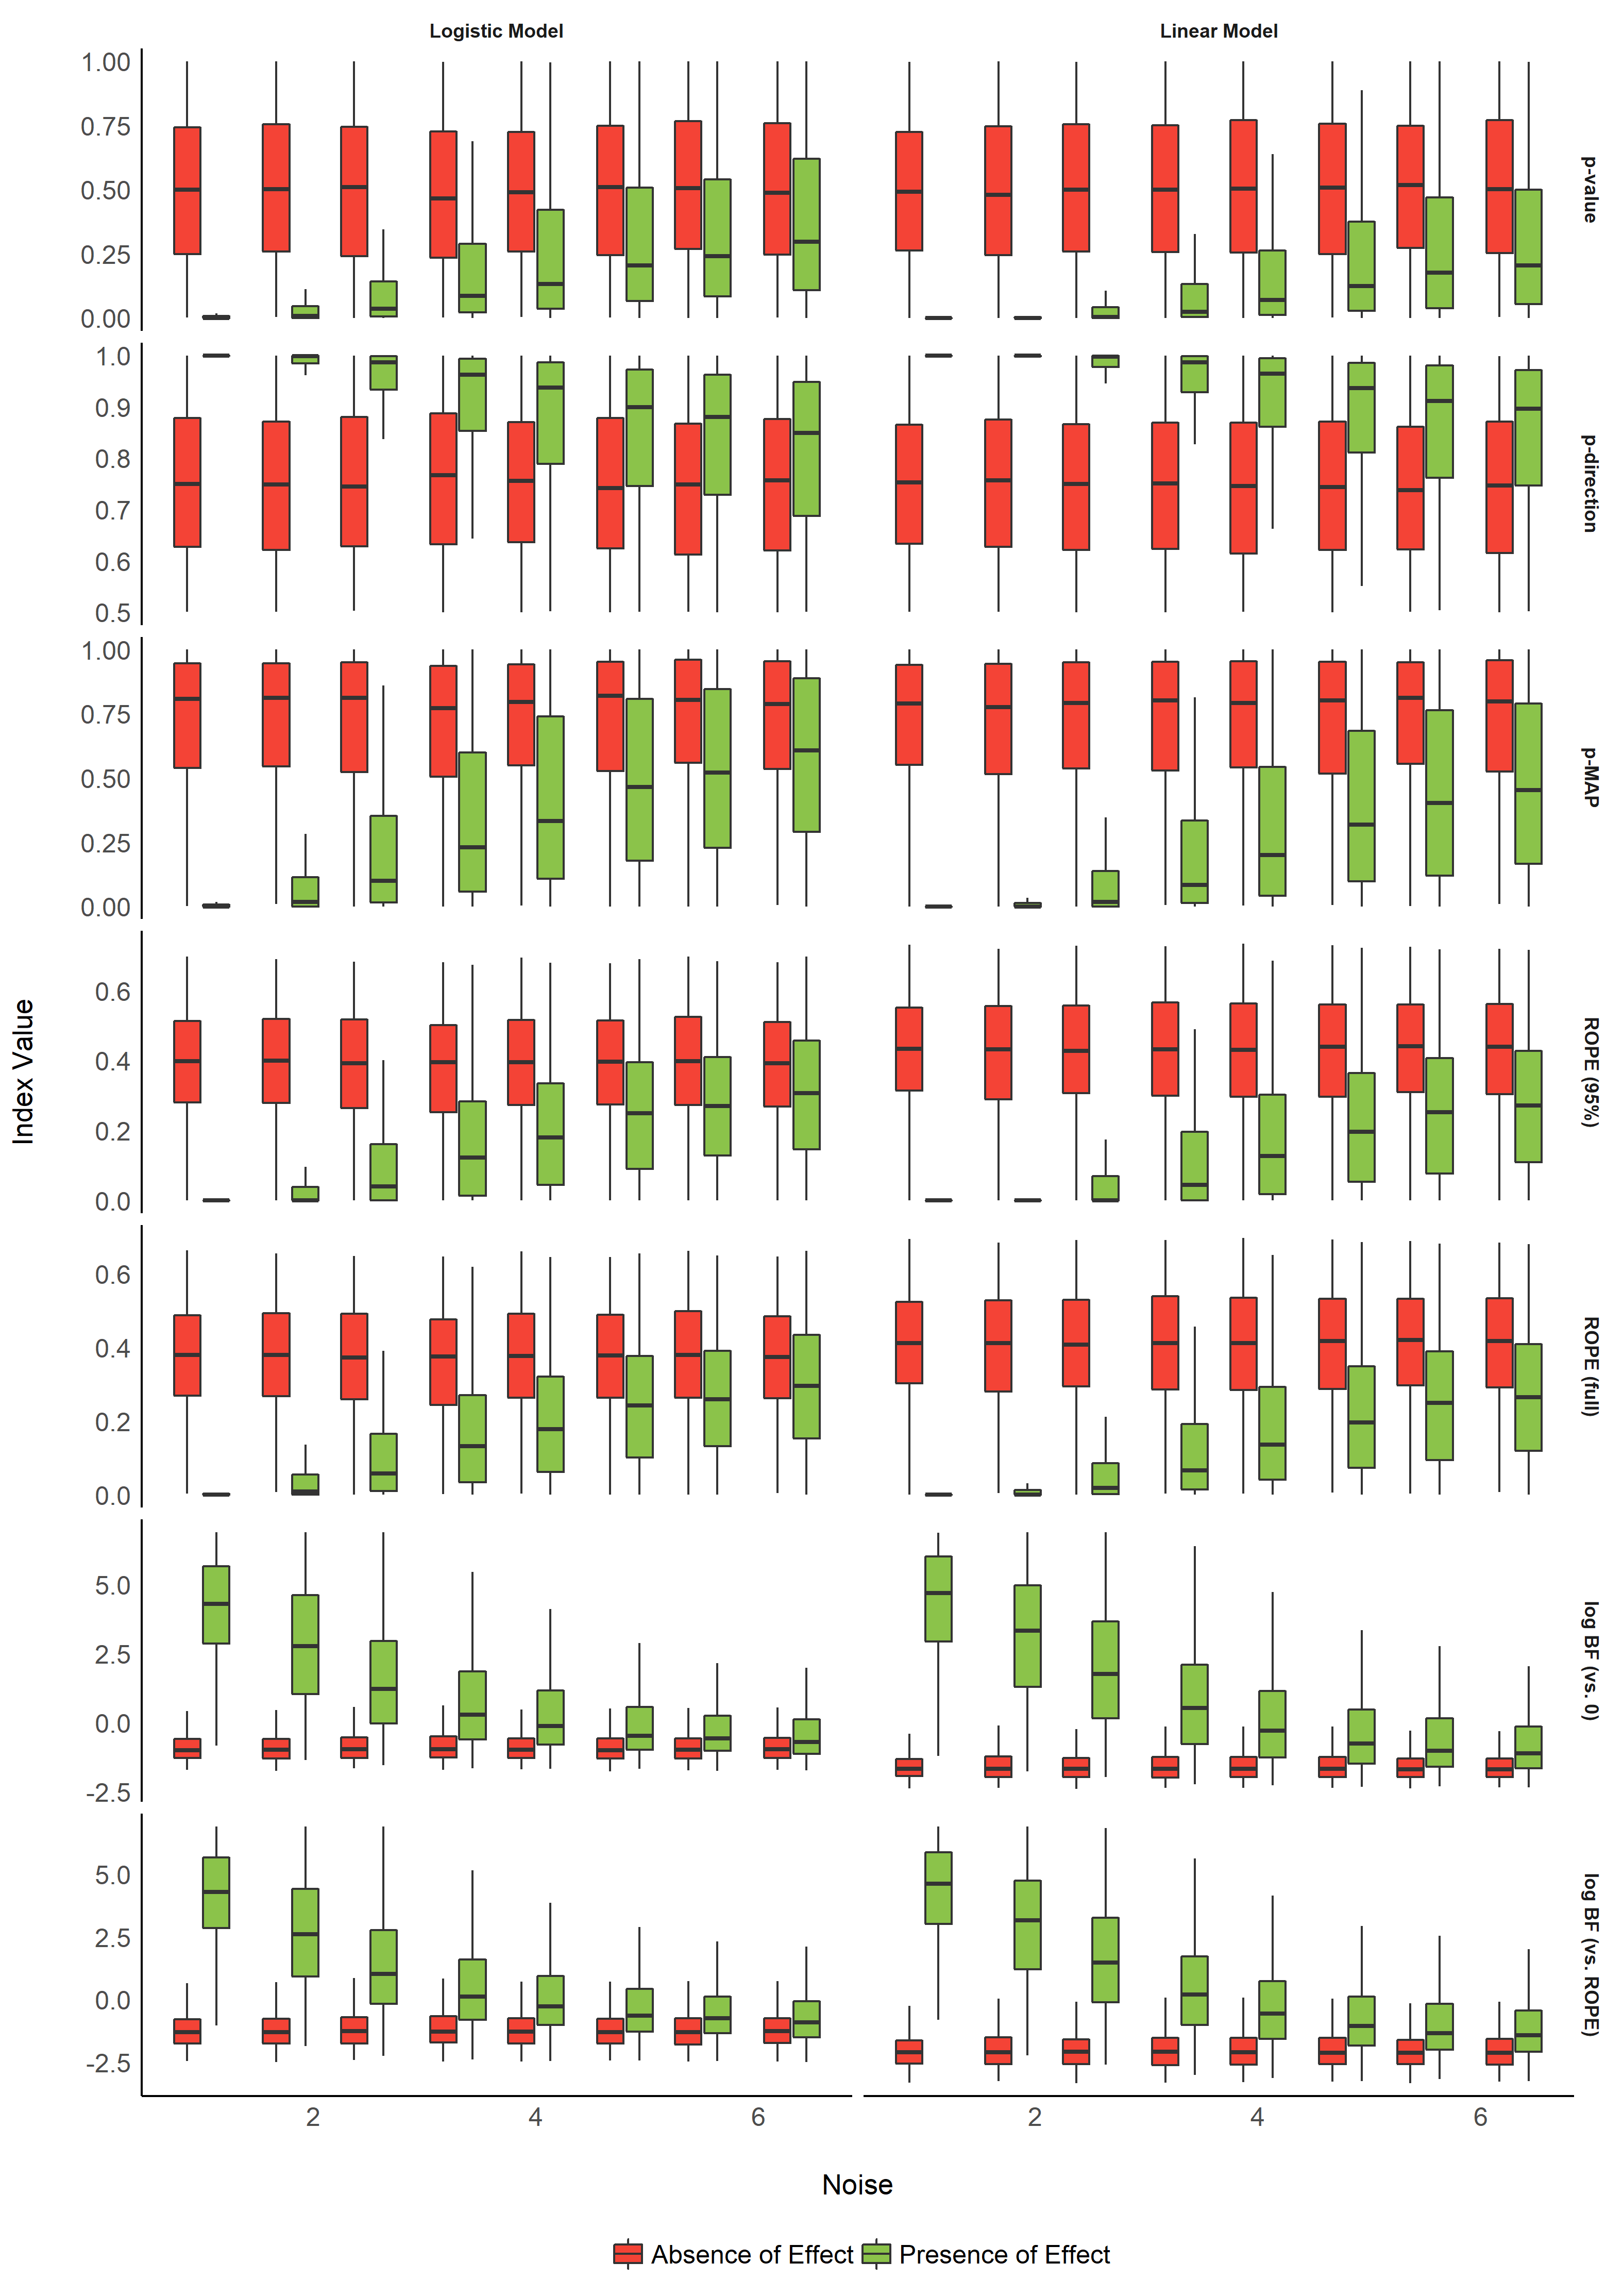 Logistic Model
Linear Model
1.00
0.75
0.50
0.25
0.00
p-value
1.0
0.9
0.8
0.7
0.6
0.5
p-direction
1.00
0.75
0.50
0.25
0.00
p-MAP
0.6
0.4
0.2
0.0
ROPE (95%)
0.6
0.4
0.2
0.0
ROPE (full)
5.0
2.5
0.0
-2.5
log BF (vs. 0)
5.0
2.5
0.0
-2.5
log BF (vs. ROPE)
Index Value
2 4 6
2 4 6
Noise
Absence of Effect Presence of Effect